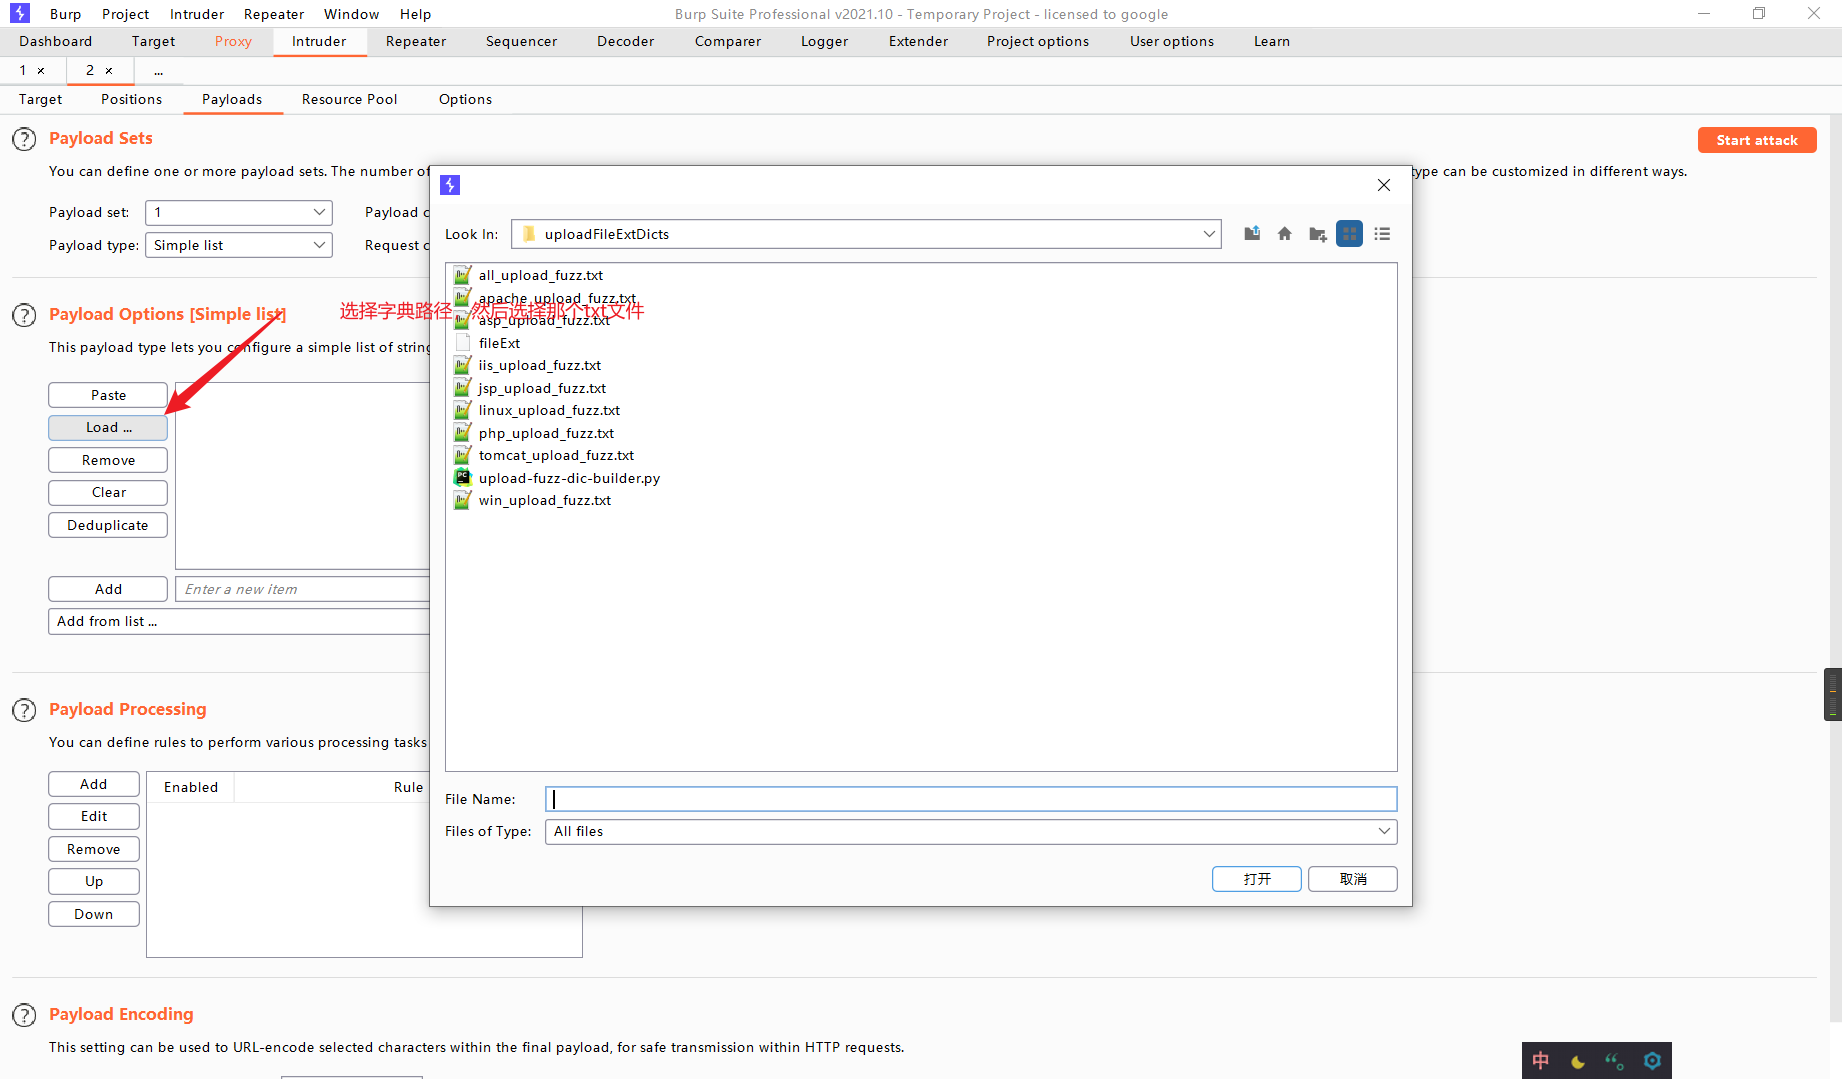 Burp Project Intruder Repeater Window Help
Burp Suite Professional v2021.10 - Temporary Project - licensed to google
Dashboard Target Proxy Intruder Repeater Sequencer Decoder Comparer Logger Extender Project options User options Learn
1 × 2 × ...
Target Positions Payloads Resource Pool Options
? Payload Sets
Start attack
You can define one or more payload sets. The number of
type can be customized in different ways.
Payload set: 1
Payload c
Payload type: Simple list
Request c
? Payload Options [Simple list]
选择字典路径,然后选择那个txt文件
This payload type lets you configure a simple list of string
Paste
Load ...
Remove
Clear
Deduplicate
Add
Enter a new item
Add from list ...
? Payload Processing
You can define rules to perform various processing tasks
Add
Edit
Remove
Up
Down
Enabled Rule
? Payload Encoding
This setting can be used to URL-encode selected characters within the final payload, for safe transmission within HTTP requests.
Look In: uploadFileExtDicts
all_upload_fuzz.txt
apache_upload_fuzz.txt
asp_upload_fuzz.txt
fileExt
iis_upload_fuzz.txt
jsp_upload_fuzz.txt
linux_upload_fuzz.txt
php_upload_fuzz.txt
tomcat_upload_fuzz.txt
upload-fuzz-dic-builder.py
win_upload_fuzz.txt
File Name:
Files of Type: All files
打开
取消
中